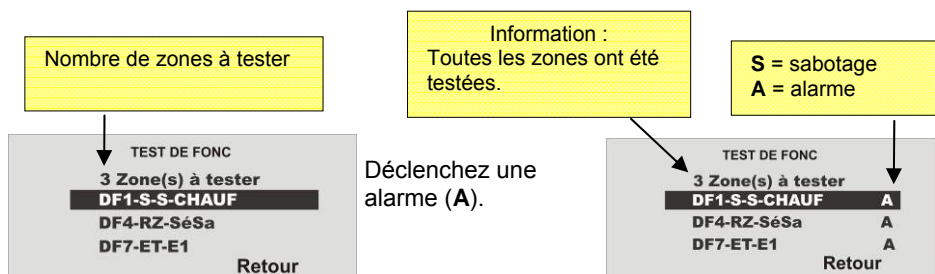 Nombre de zones à tester
TEST DE FONC
3 Zone(s) à tester
DF1-S-S-CHAUF
DF4-RZ-SéSa
DF7-ET-E1
Retour
Déclenchez une
alarme (A).
Information :
Toutes les zones ont été
testées.
S = sabotage
A = alarme
TEST DE FONC
3 Zone(s) à tester
DF1-S-S-CHAUF A
DF4-RZ-SéSa A
DF7-ET-E1 A
Retour